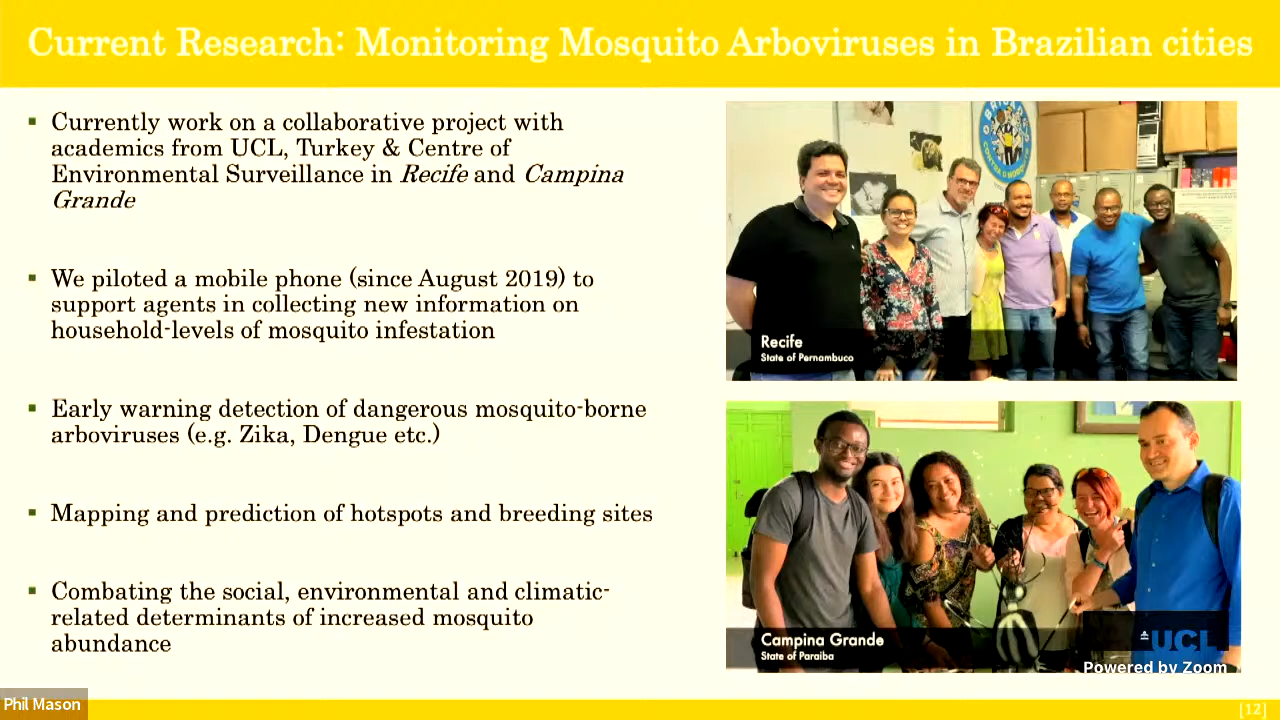 Current Research: Monitoring Mosquito Arboviruses in Brazilian cities
▪ Currently work on a collaborative project with
academics from UCL, Turkey & Centre of
Environmental Surveillance in Recife and Campina
Grande
▪ We piloted a mobile phone (since August 2019) to
support agents in collecting new information on
household-levels of mosquito infestation
▪ Early warning detection of dangerous mosquito-borne
arboviruses (e.g. Zika, Dengue etc.)
▪ Mapping and prediction of hotspots and breeding sites
▪ Combating the social, environmental and climatic-
related determinants of increased mosquito
abundance
Recife
State of Pernambuco
Campina Grande
State of Paraiba
UCL
Powered by Zoom
Phil Mason
[12]